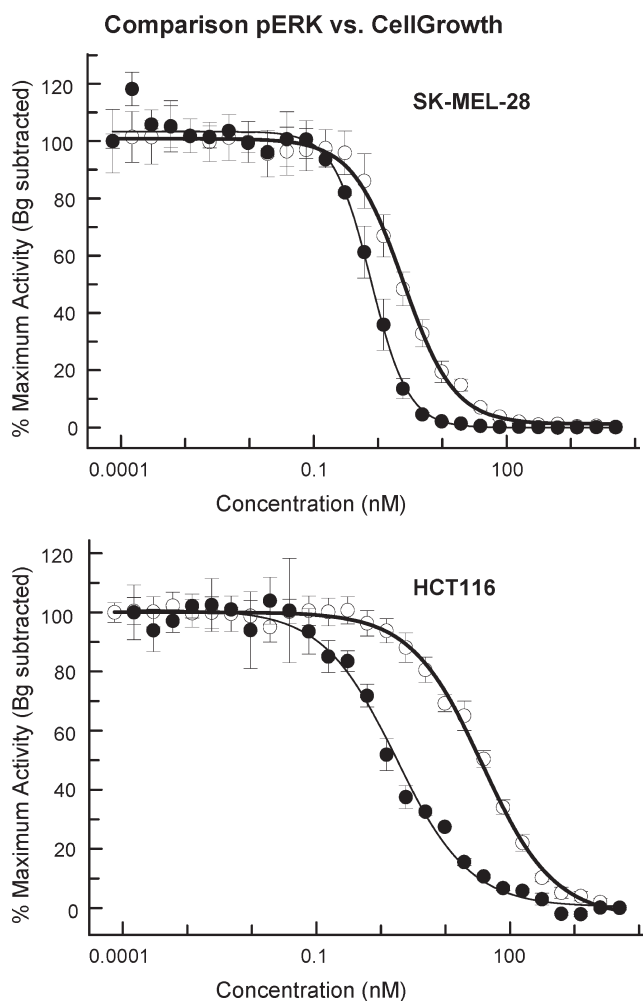 Comparison pERK vs. CellGrowth
SK-MEL-28
% Maximum Activity (Bg subtracted)
120
100
80
60
40
20
0
0.0001
0.1
100
Concentration (nM)
HCT116
% Maximum Activity (Bg subtracted)
120
100
80
60
40
20
0
0.0001
0.1
100
Concentration (nM)